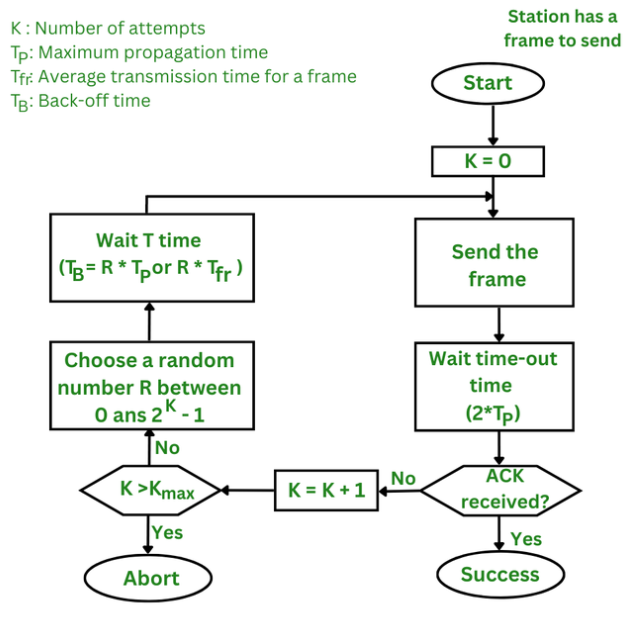 K : Number of attempts
Tp: Maximum propagation time
Tfr: Average transmission time for a frame
TB: Back-off time
Station has a
frame to send
Start
K = 0
Send the
frame
Wait time-out
time
(2*Tp)
ACK
received?
Yes
Success
No
K = K + 1
K >Kmax
Yes
Abort
No
Choose a random
number R between
0 ans 2^K - 1
Wait T time
(TB= R * Tp or R * Tfr )